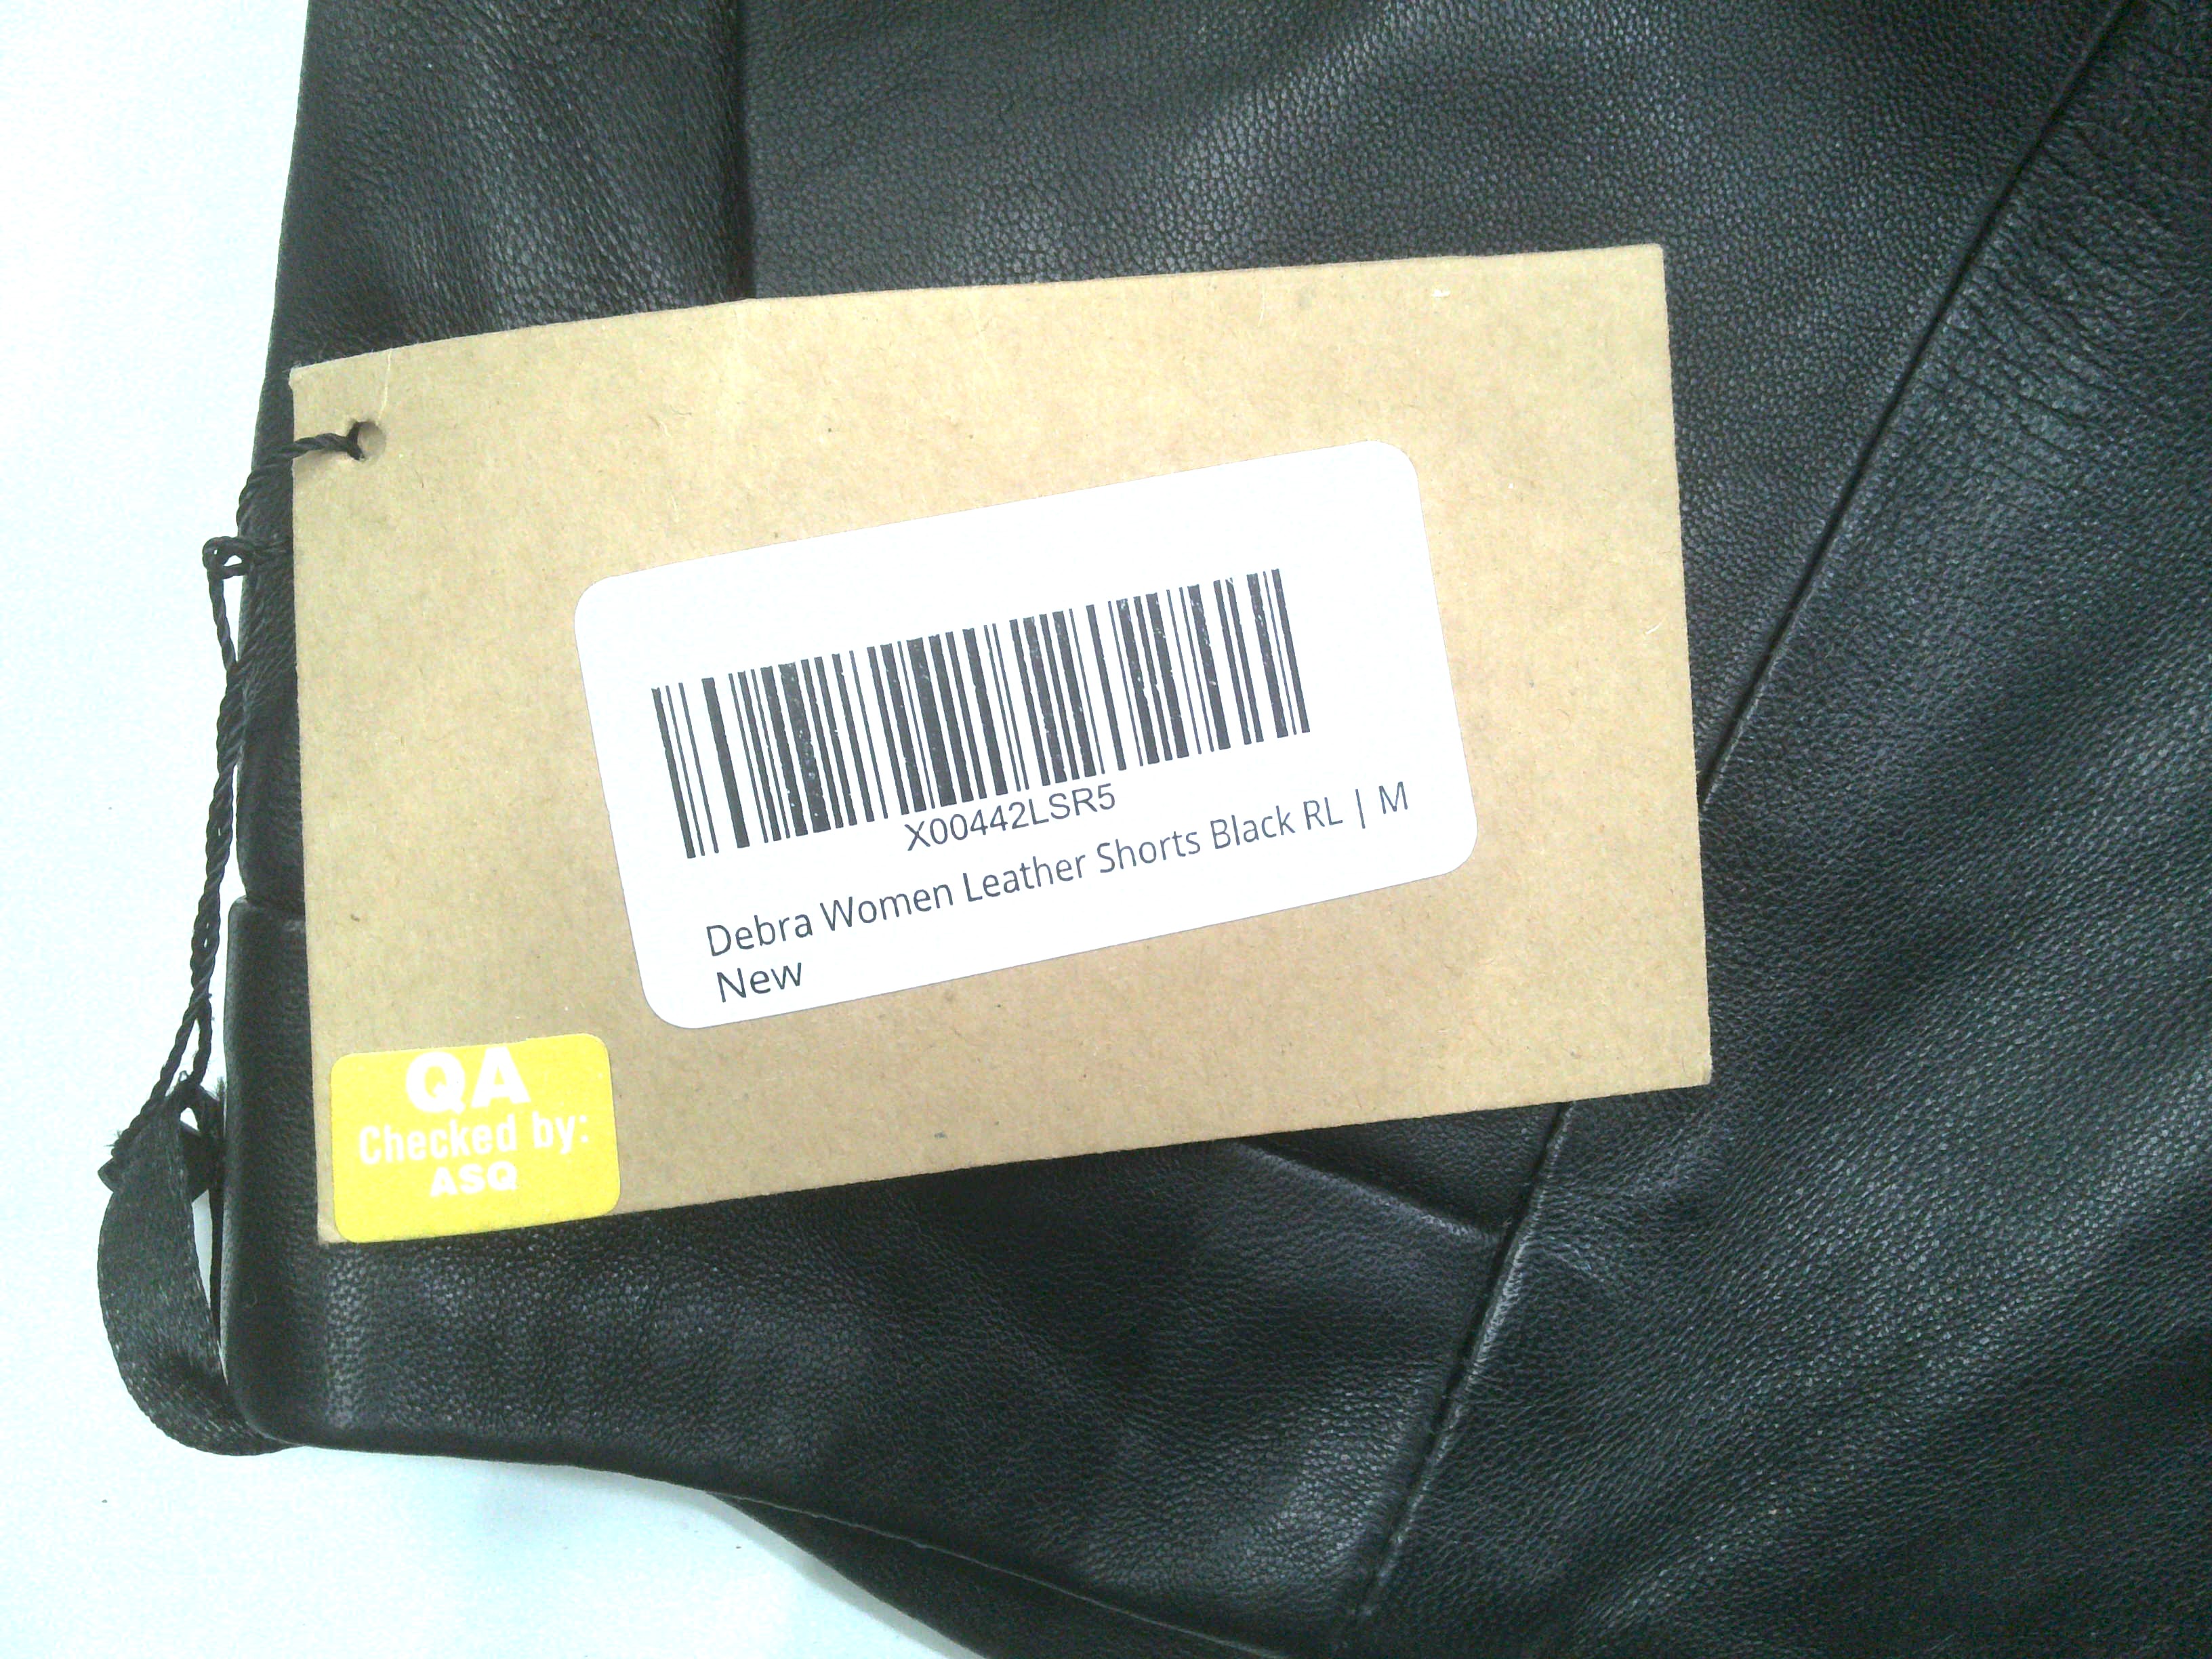 X00442LSR5
Debra Women Leather Shorts Black RL | M
New
QA
Checked by:
ASQ